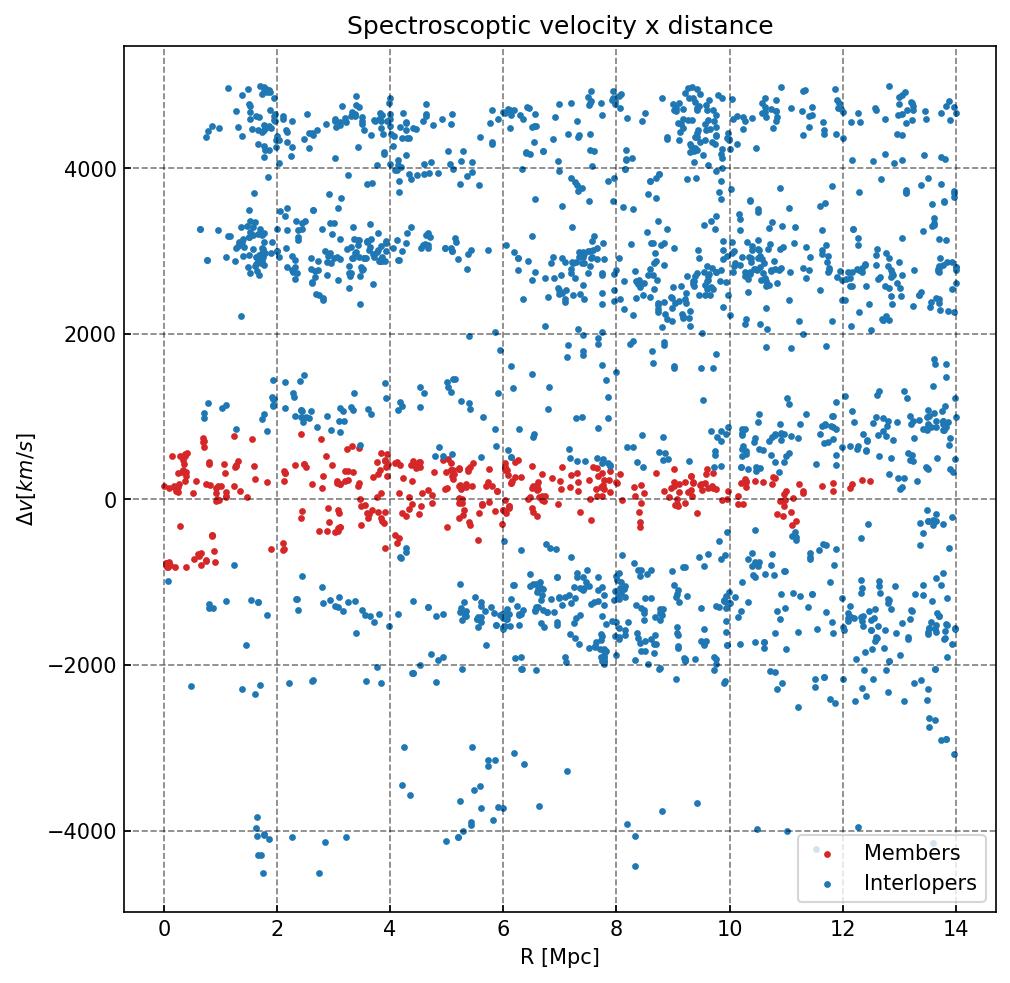 Spectroscoptic velocity x distance
Δv[km/s]
4000
2000
0
−2000
−4000
Members
Interlopers
0 2 4 6 8 10 12 14
R [Mpc]